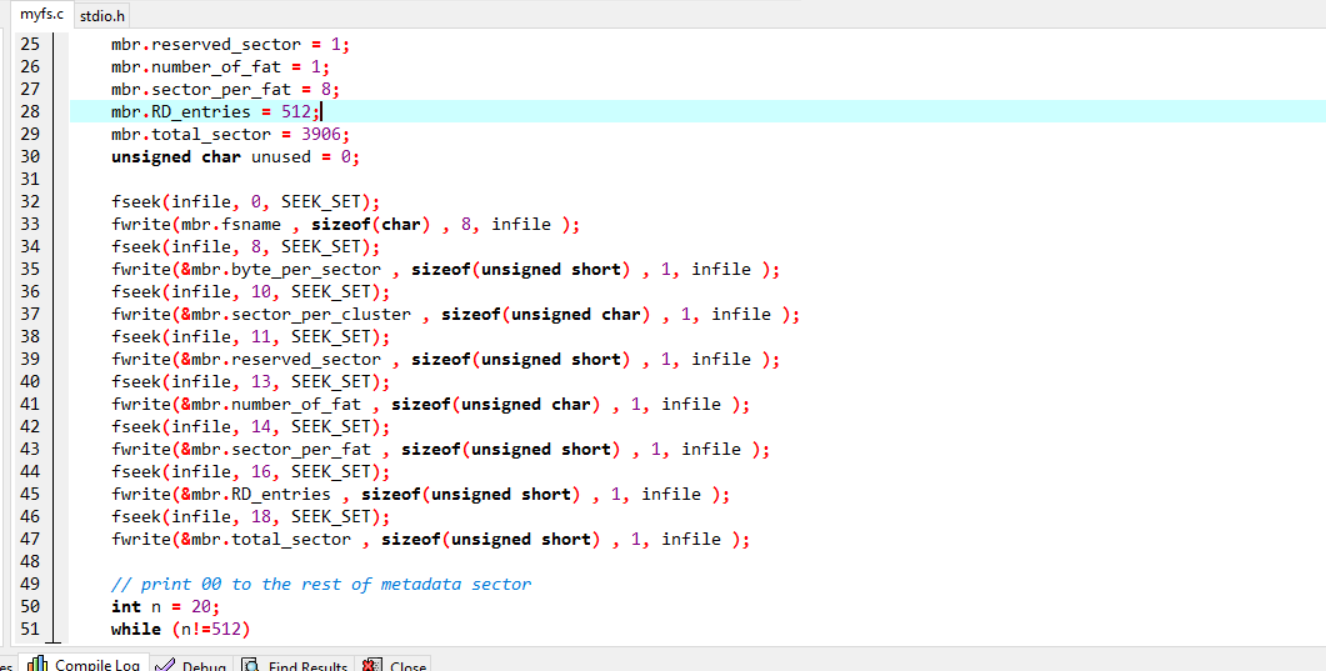 myfs.c stdio.h
25 mbr.reserved_sector = 1;
26 mbr.number_of_fat = 1;
27 mbr.sector_per_fat = 8;
28 mbr.RD_entries = 512;
29 mbr.total_sector = 3906;
30 unsigned char unused = 0;
31
32 fseek(infile, 0, SEEK_SET);
33 fwrite(mbr.fsname , sizeof(char) , 8, infile );
34 fseek(infile, 8, SEEK_SET);
35 fwrite(&mbr.byte_per_sector , sizeof(unsigned short) , 1, infile );
36 fseek(infile, 10, SEEK_SET);
37 fwrite(&mbr.sector_per_cluster , sizeof(unsigned char) , 1, infile );
38 fseek(infile, 11, SEEK_SET);
39 fwrite(&mbr.reserved_sector , sizeof(unsigned short) , 1, infile );
40 fseek(infile, 13, SEEK_SET);
41 fwrite(&mbr.number_of_fat , sizeof(unsigned char) , 1, infile );
42 fseek(infile, 14, SEEK_SET);
43 fwrite(&mbr.sector_per_fat , sizeof(unsigned short) , 1, infile );
44 fseek(infile, 16, SEEK_SET);
45 fwrite(&mbr.RD_entries , sizeof(unsigned short) , 1, infile );
46 fseek(infile, 18, SEEK_SET);
47 fwrite(&mbr.total_sector , sizeof(unsigned short) , 1, infile );
48
49 // print 00 to the rest of metadata sector
50 int n = 20;
51 while (n!=512)
es Compile Log Debug Find Results Close